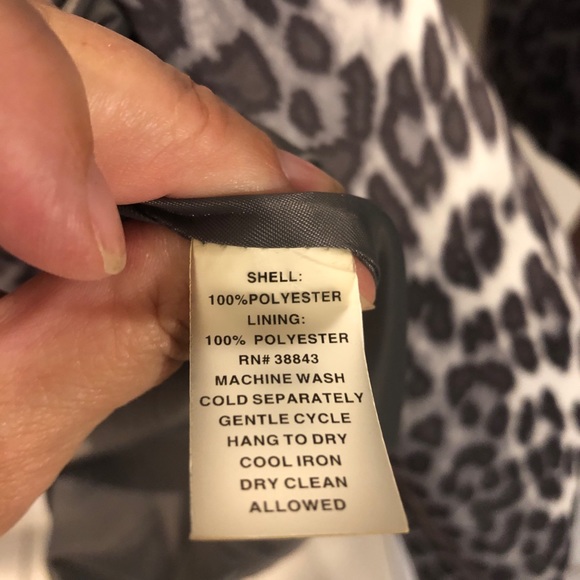 SHELL:
100%POLYESTER
LINING:
100% POLYESTER
RN# 38843
MACHINE WASH
COLD SEPARATELY
GENTLE CYCLE
HANG TO DRY
COOL IRON
DRY CLEAN
ALLOWED